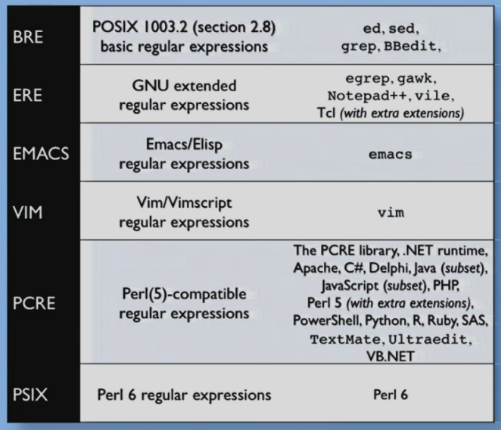 BRE
POSIX 1003.2 (section 2.8)
basic regular expressions
ed, sed,
grep, BBedit,
ERE
GNU extended
regular expressions
egrep, gawk,
Notepad++, vile,
Tcl (with extra extensions)
EMACS
Emacs/Elisp
regular expressions
emacs
VIM
Vim/Vimscript
regular expressions
vim
PCRE
Perl(5)-compatible
regular expressions
The PCRE library, .NET runtime,
Apache, C#, Delphi, Java (subset),
JavaScript (subset), PHP,
Perl 5 (with extra extensions),
PowerShell, Python, R, Ruby, SAS,
TextMate, Ultraedit,
VB.NET
PSIX
Perl 6 regular expressions
Perl 6